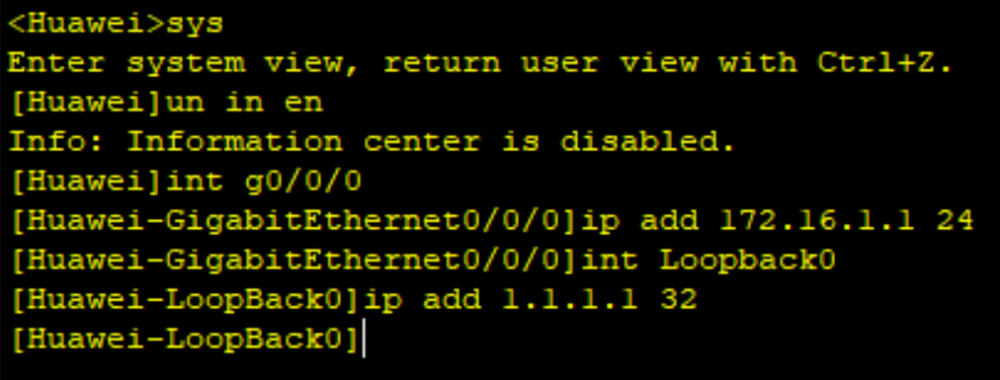 <Huawei>sys
Enter system view, return user view with Ctrl+Z.
[Huawei]un in en
Info: Information center is disabled.
[Huawei]int g0/0/0
[Huawei-GigabitEthernet0/0/0]ip add 172.16.1.1 24
[Huawei-GigabitEthernet0/0/0]int Loopback0
[Huawei-LoopBack0]ip add 1.1.1.1 32
[Huawei-LoopBack0]